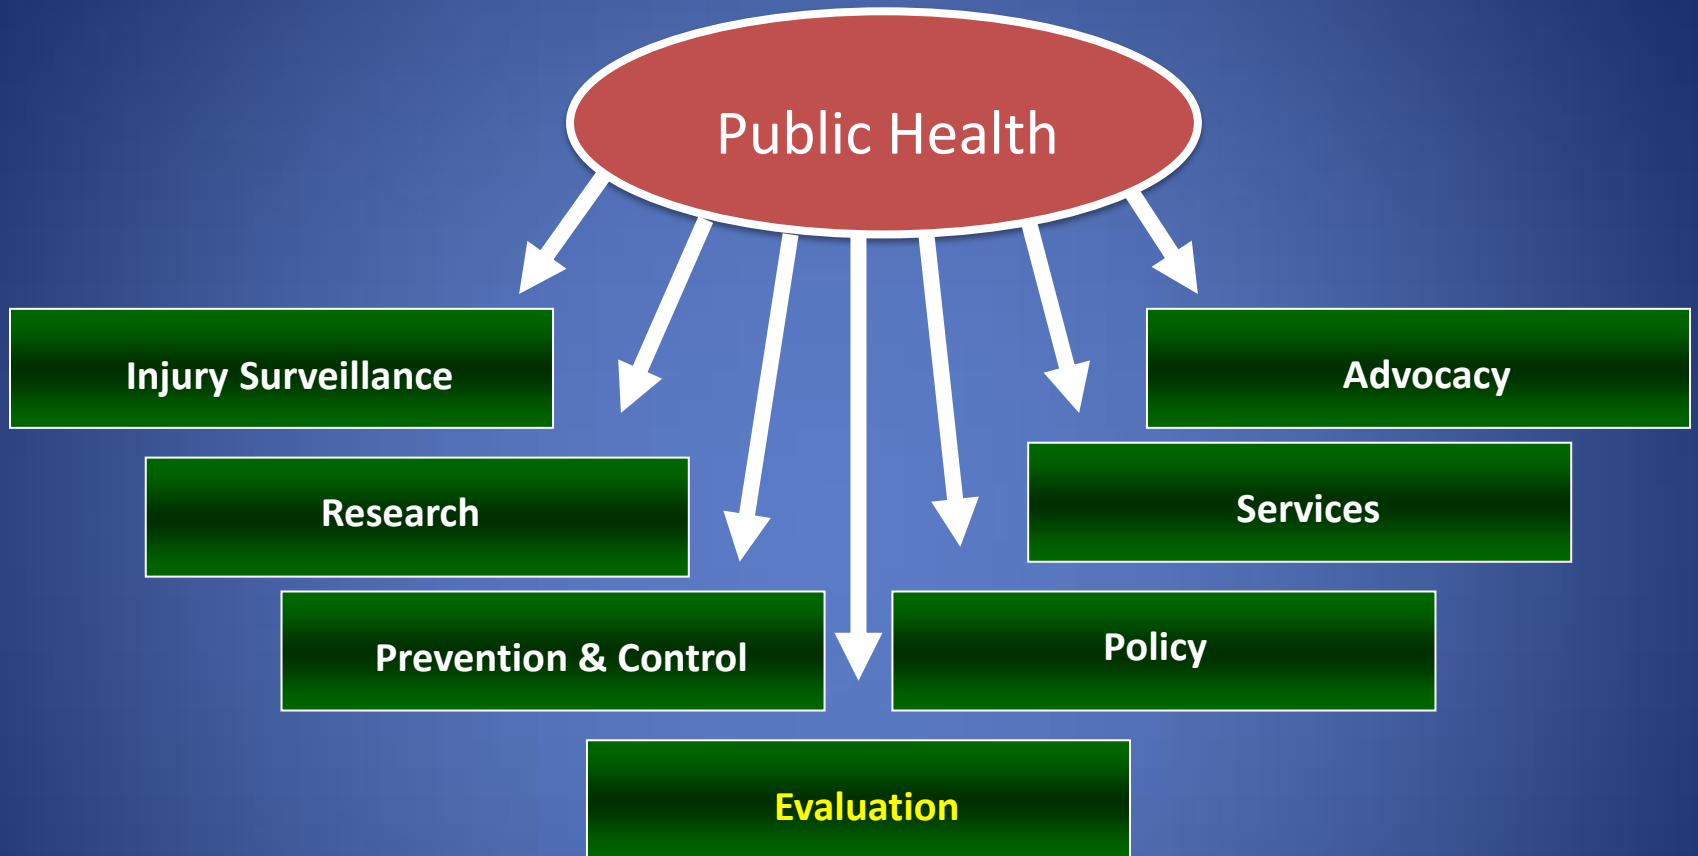 Public Health
Injury Surveillance
Advocacy
Research
Services
Prevention & Control
Policy
Evaluation